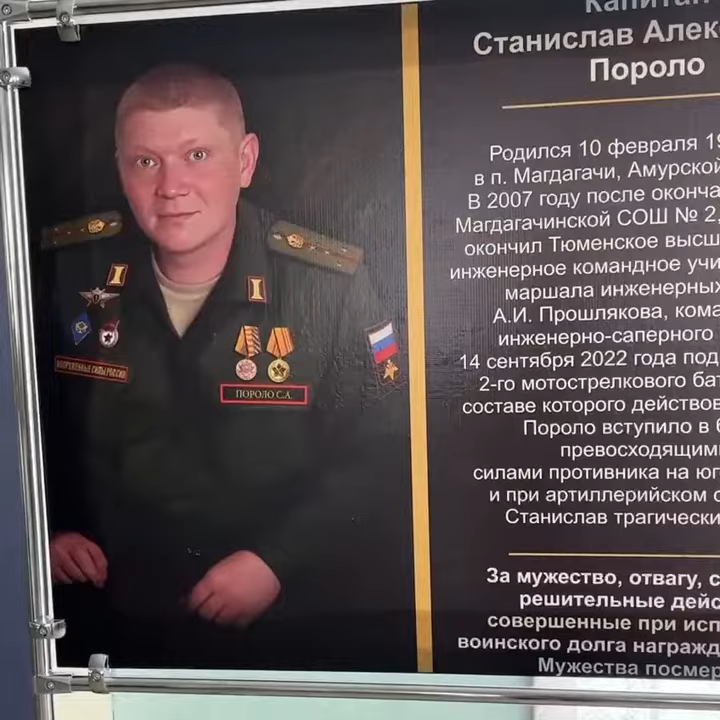 Капитан
Станислав Алек
Пороло
Родился 10 февраля 19
в п. Магдагачи, Амурской
В 2007 году после оконча
Магдагачинской СОШ № 2,
окончил Тюменское высш
инженерное командное учи
маршала инженерных
А.И. Прошлякова, кома
инженерно-саперного
14 сентября 2022 года под
2-го мотострелкового бат
составе которого действов
Пороло вступило в б
превосходящими
силами противника на юг
и при артиллерийском о
Станислав трагически
За мужество, отвагу, с
решительные дейс
совершенные при исп
воинского долга награжд
Мужества посмер
ВООРУЖЕННЫЕ СИЛЫ РОССИИ
ПОРОЛО С.А.